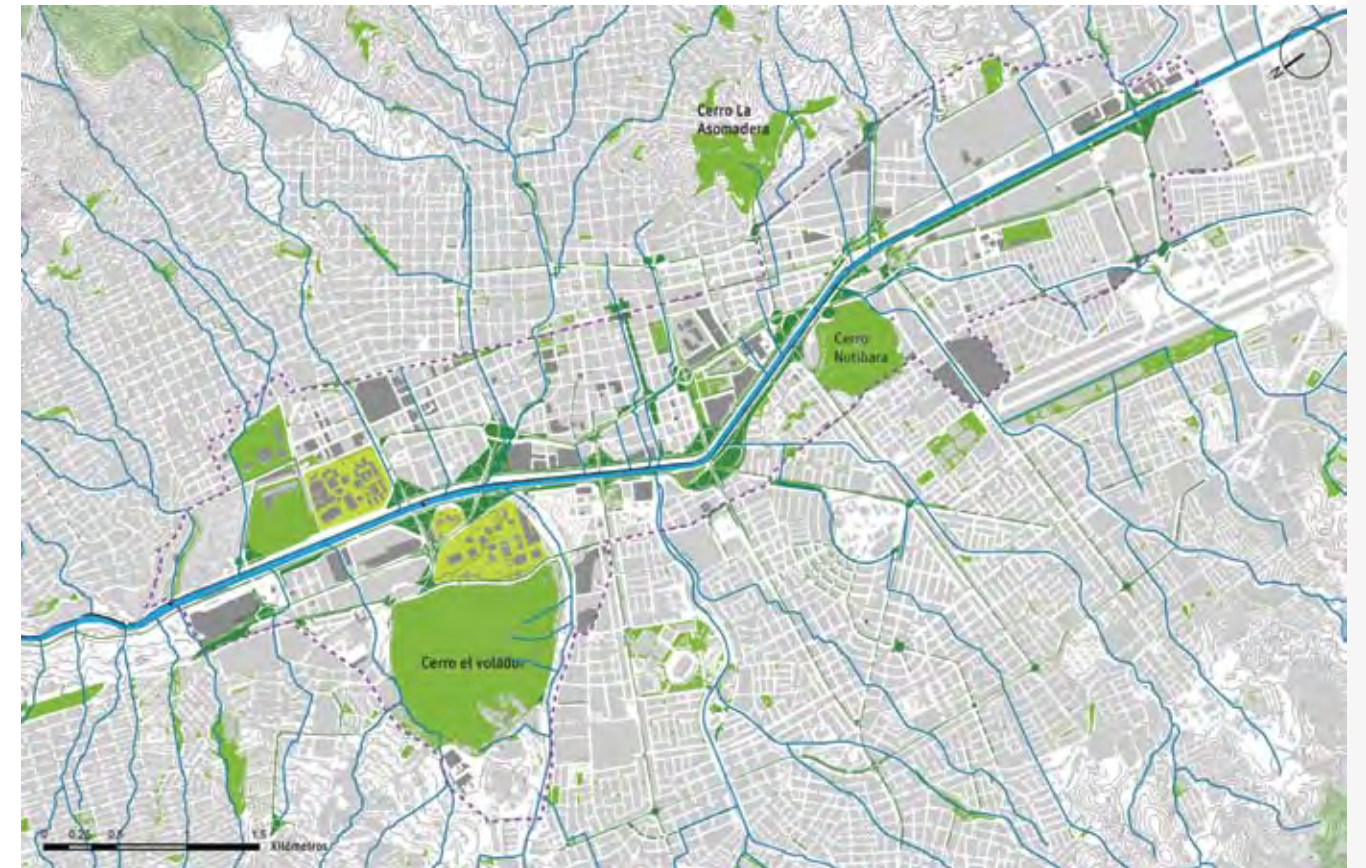 Cerro La
Asomadera
N
Cerro
Nutibara
Cerro el volador
0 0.25 0.5 1 1.5
Kilómetros